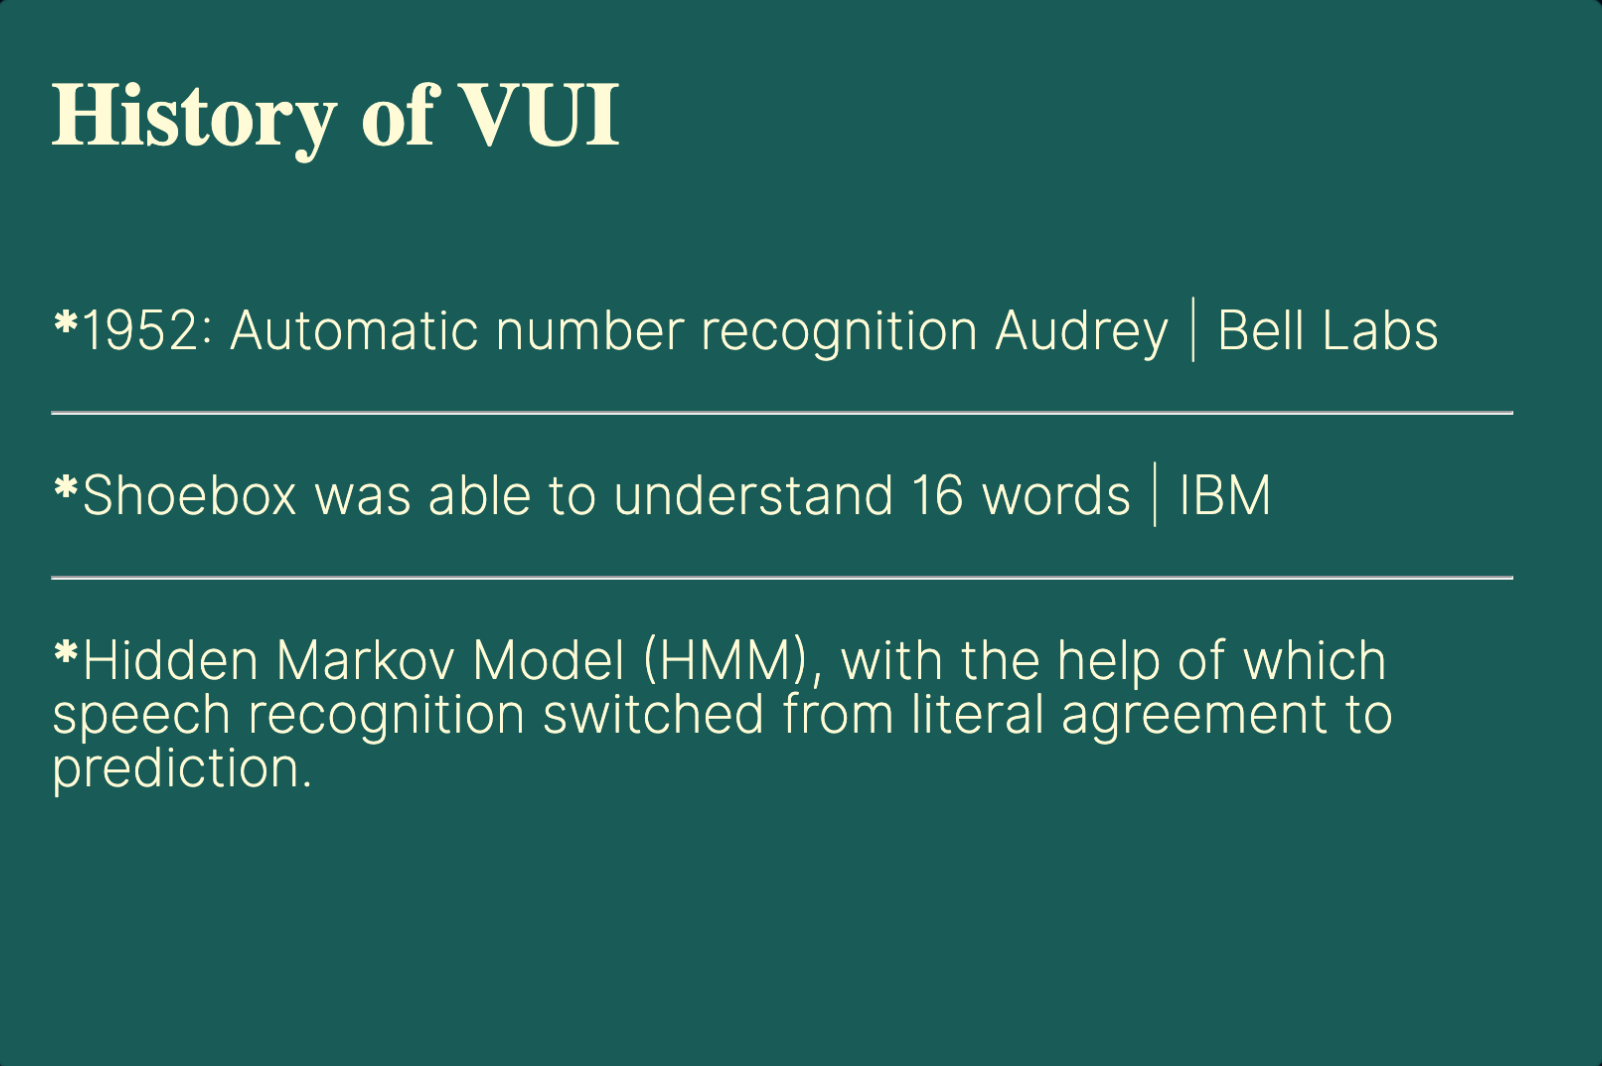 History of VUI
*1952: Automatic number recognition Audrey | Bell Labs
*Shoebox was able to understand 16 words | IBM
*Hidden Markov Model (HMM), with the help of which
speech recognition switched from literal agreement to
prediction.